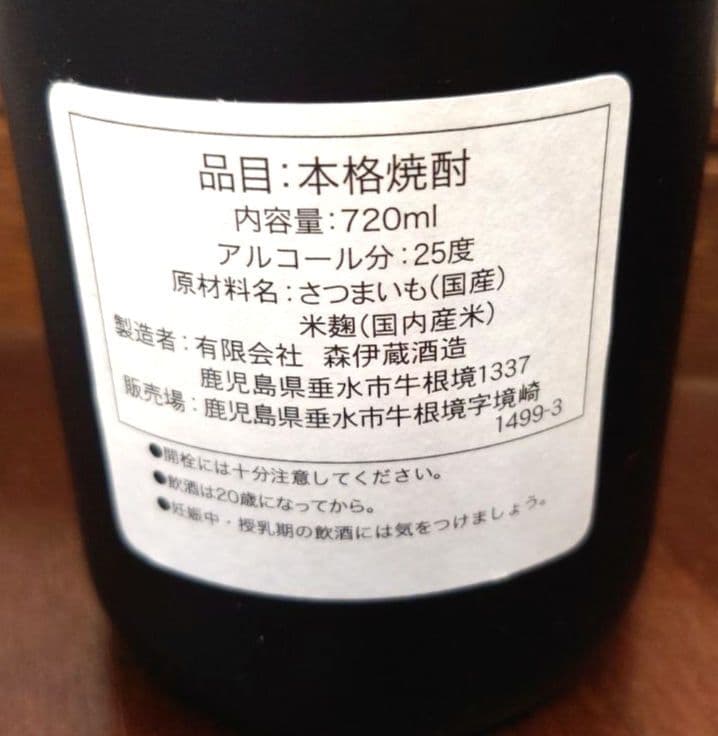 品目:本格焼酎
内容量:720ml
アルコール分:25度
原材料名:さつまいも(国産)
米麹(国内産米)
製造者:有限会社 森伊蔵酒造
鹿児島県垂水市牛根境1337
販売場:鹿児島県垂水市牛根境字境崎
1499-3
●開栓には十分注意してください。
●飲酒は20歳になってから。
●妊娠中・授乳期の飲酒には気をつけましょう。